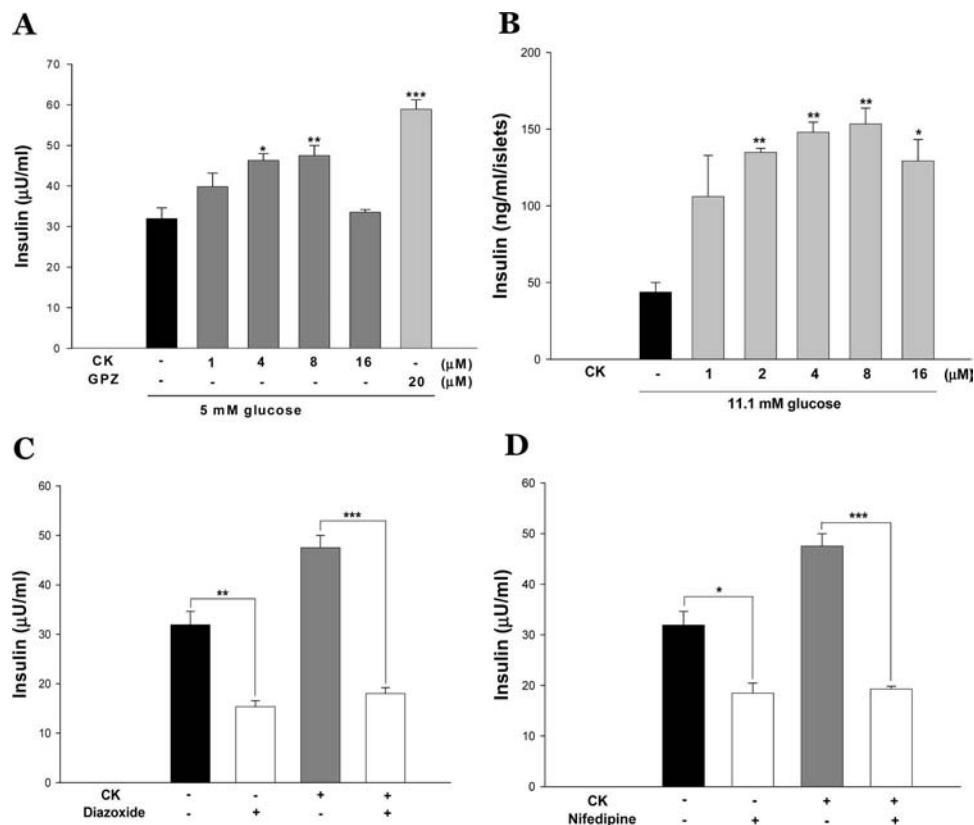 A
Insulin (µU/ml)
70
60
50
40
30
20
10
0
*
**
***
CK - 1 4 8 16 - (µM)
GPZ - - - - - 20 (µM)
5 mM glucose
B
Insulin (ng/ml/islets)
200
150
100
50
0
**
**
**
*
CK - 1 2 4 8 16 (µM)
11.1 mM glucose
C
Insulin (µU/ml)
60
50
40
30
20
10
0
**
***
CK - - + +
Diazoxide - + - +
D
Insulin (µU/ml)
60
50
40
30
20
10
0
*
***
CK - - + +
Nifedipine - + - +